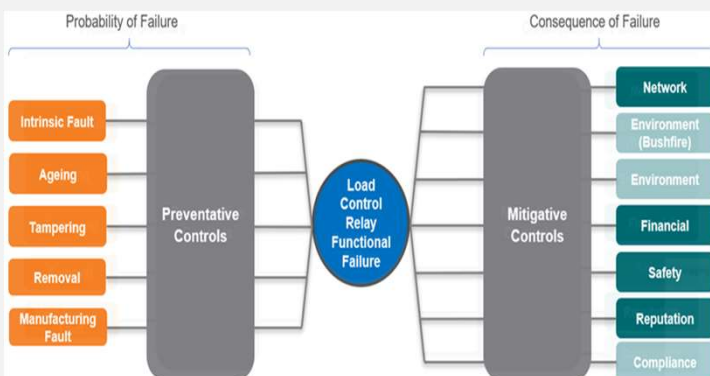 Probability of Failure
Consequence of Failure
Intrinsic Fault
Ageing
Tampering
Removal
Manufacturing
Fault
Preventative
Controls
Load
Control
Relay
Functional
Failure
Mitigative
Controls
Network
Environment
(Bushfire)
Environment
Financial
Safety
Reputation
Compliance